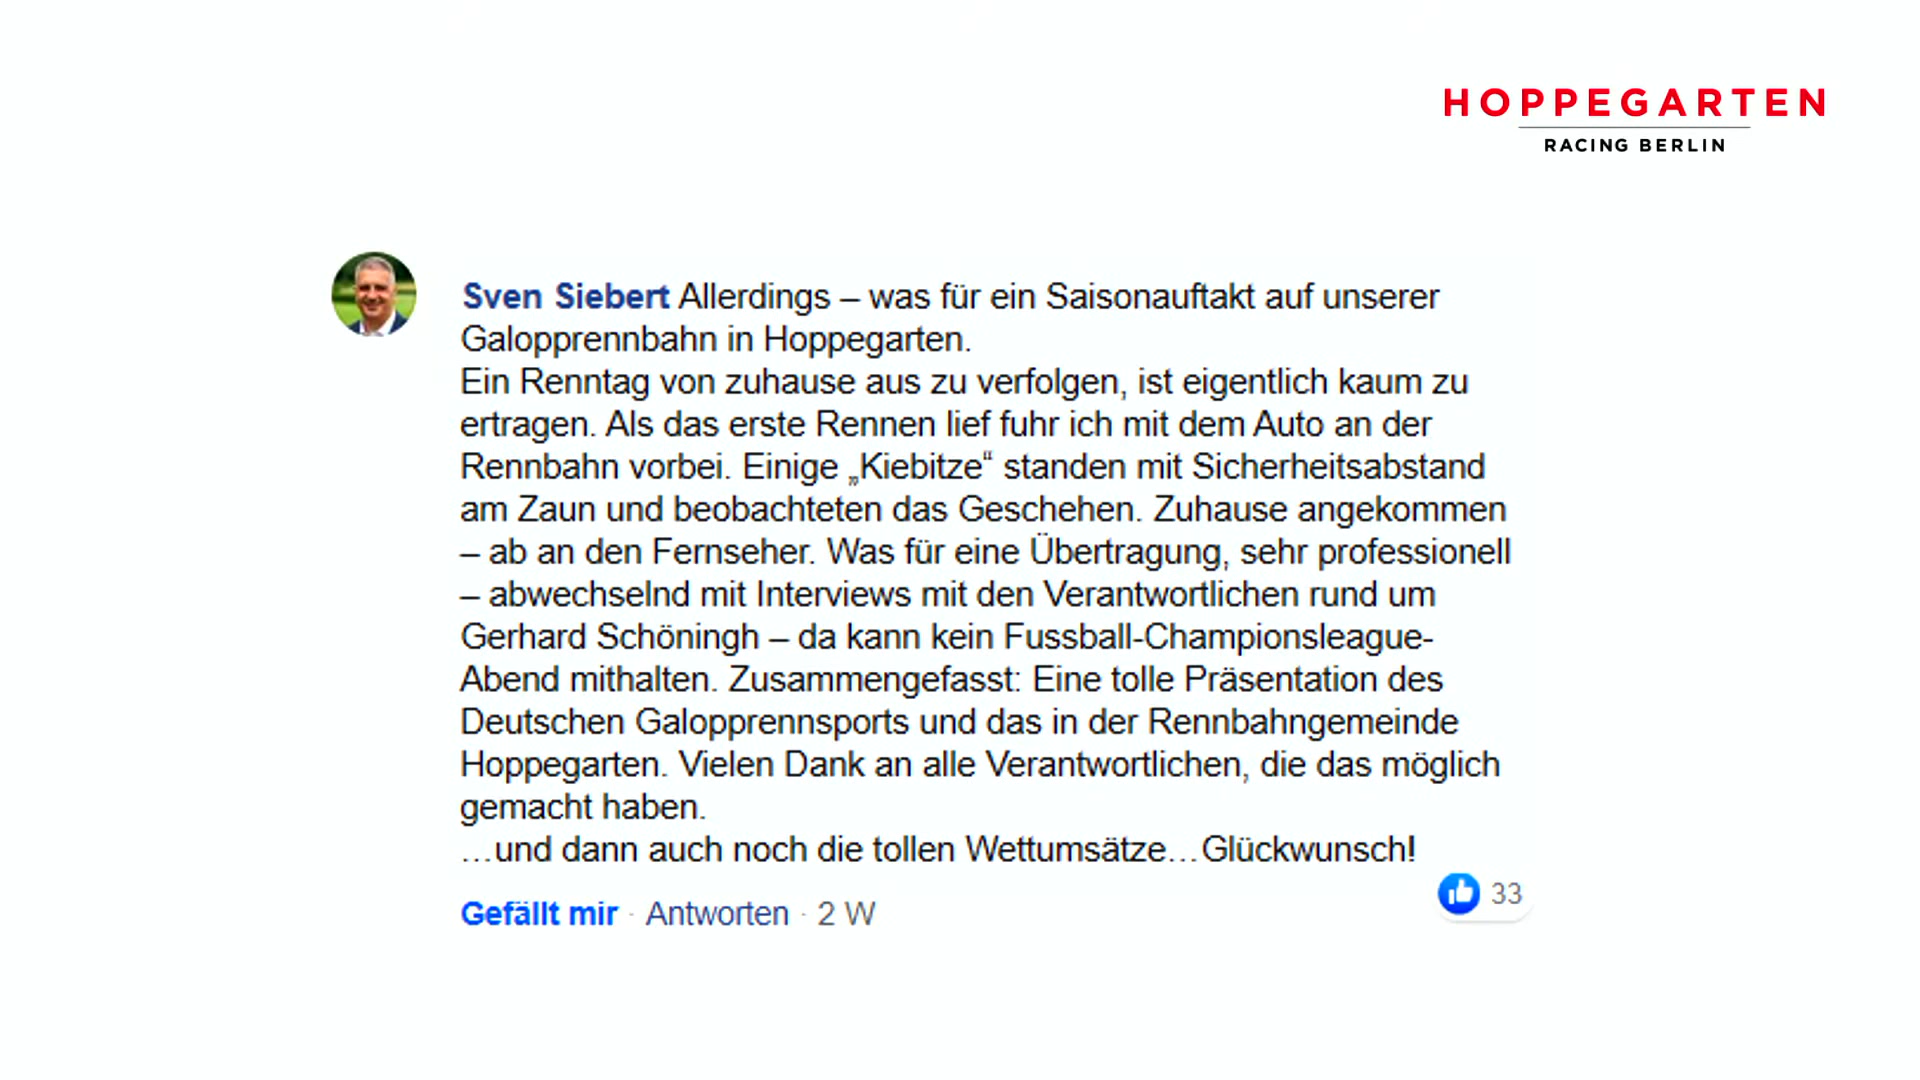 HOPPEGARTEN
RACING BERLIN
Sven Siebert Allerdings – was für ein Saisonauftakt auf unserer
Galopprennbahn in Hoppegarten.
Ein Renntag von zuhause aus zu verfolgen, ist eigentlich kaum zu
ertragen. Als das erste Rennen lief fuhr ich mit dem Auto an der
Rennbahn vorbei. Einige „Kiebitze“ standen mit Sicherheitsabstand
am Zaun und beobachteten das Geschehen. Zuhause angekommen
– ab an den Fernseher. Was für eine Übertragung, sehr professionell
– abwechselnd mit Interviews mit den Verantwortlichen rund um
Gerhard Schöningh – da kann kein Fussball-Championsleague-
Abend mithalten. Zusammengefasst: Eine tolle Präsentation des
Deutschen Galopprennsports und das in der Rennbahngemeinde
Hoppegarten. Vielen Dank an alle Verantwortlichen, die das möglich
gemacht haben.
…und dann auch noch die tollen Wettumsätze…Glückwunsch!
33
Gefällt mir · Antworten · 2 W